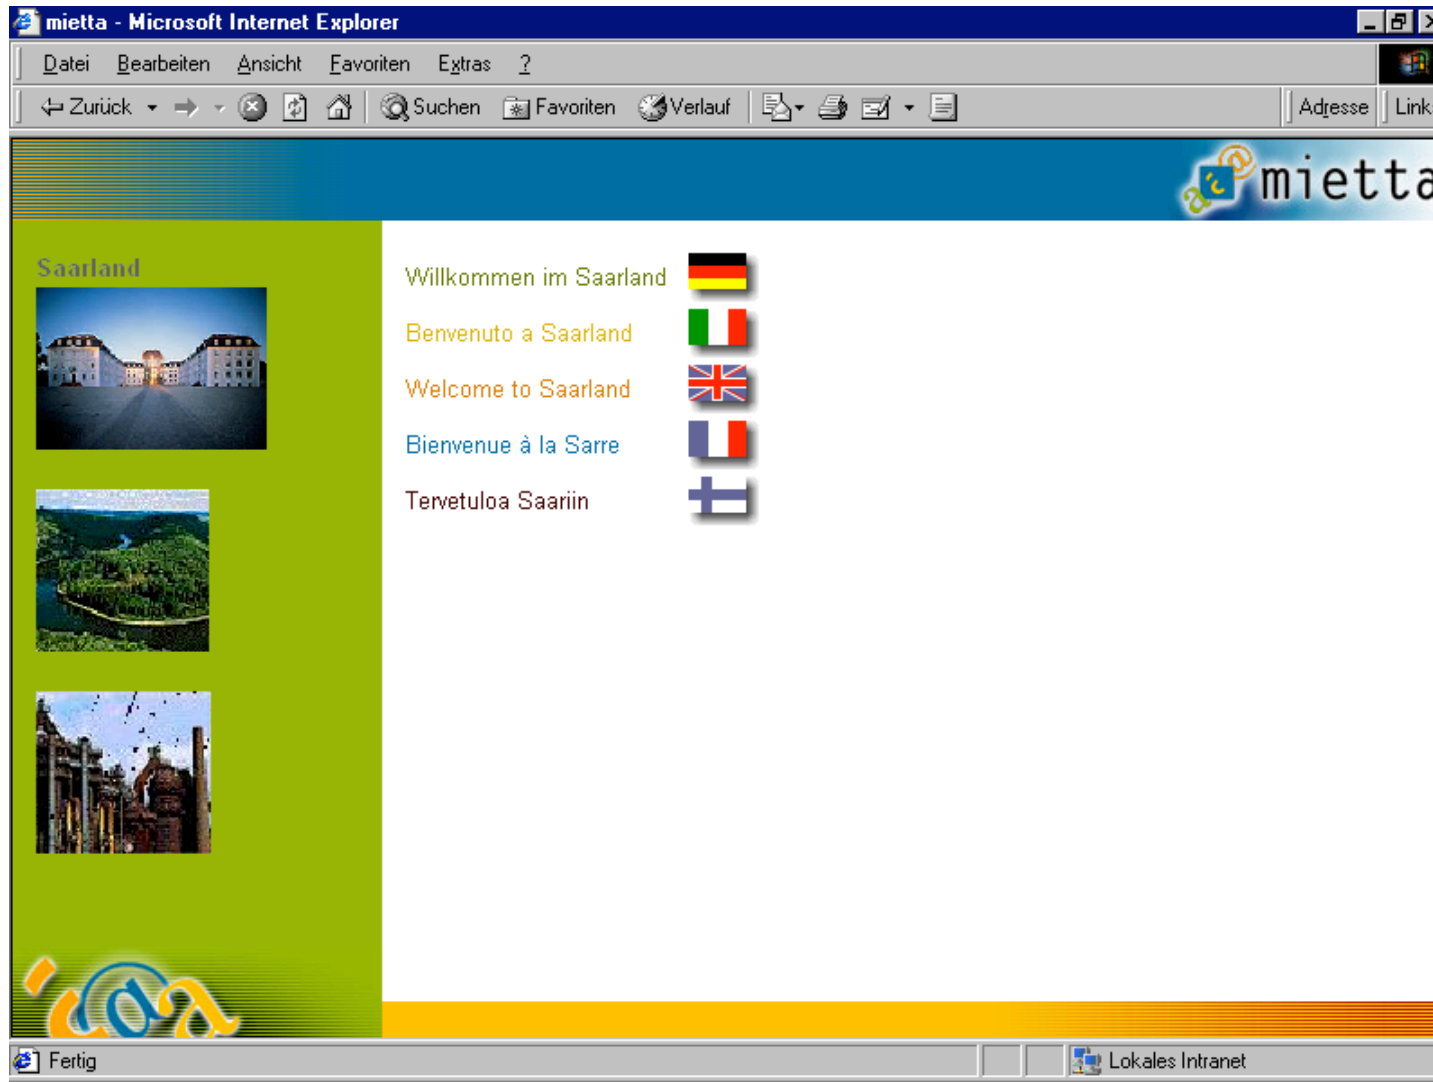 mietta - Microsoft Internet Explorer
Datei Bearbeiten Ansicht Favoriten Extras ?
Zurück Suchen Favoriten Verlauf Adresse Link
mietta
Saarland
Willkommen im Saarland
Benvenuto a Saarland
Welcome to Saarland
Bienvenue à la Sarre
Tervetuloa Saariin
Fertig Lokales Intranet